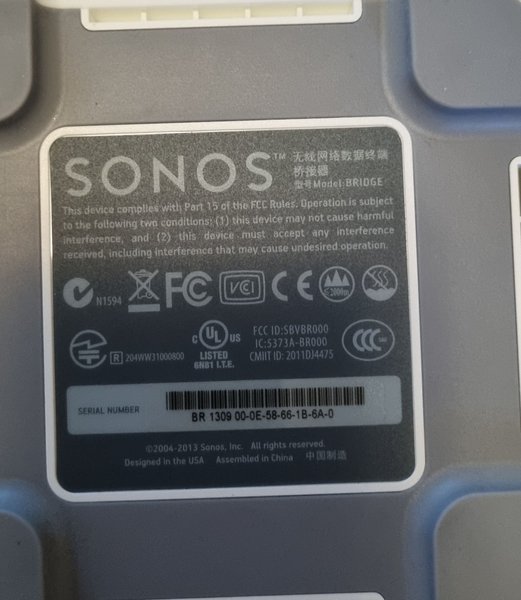 SONOS™ 无线网络数据终端
桥接器
型号Model: BRIDGE
This device complies with Part 15 of the FCC Rules. Operation is subject
to the following two conditions: (1) this device may not cause harmful
interference, and (2) this device must accept any interference
received, including interference that may cause undesired operation.
N1594 FC VCI CE ≤2000m
R 204WW31000800
C UL US
LISTED
6N81 I.T.E.
FCC ID: SBVBR000
IC: 5373A-BR000
CMIIT ID: 2011DJ4475
CCC
SERIAL NUMBER
BR 1309 00-0E-58-66-1B-6A-0
©2004-2013 Sonos, Inc. All rights reserved.
Designed in the USA Assembled in China 中国制造